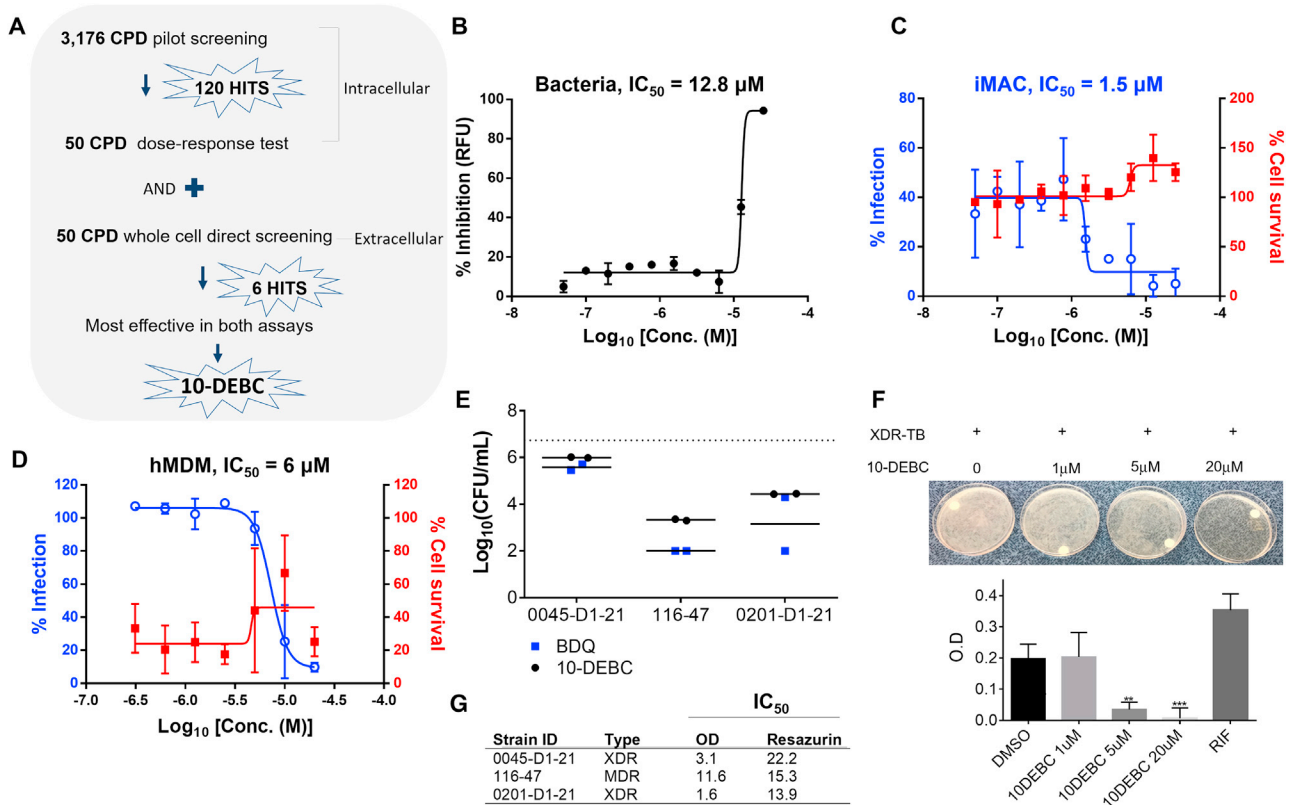 A
3,176 CPD pilot screening
120 HITS
Intracellular
50 CPD dose-response test
AND
50 CPD whole cell direct screening
Extracellular
6 HITS
Most effective in both assays
10-DEBC
B
Bacteria, IC50 = 12.8 μM
% Inhibition (RFU)
100
80
60
40
20
0
-8 -7 -6 -5 -4
Log10 [Conc. (M)]
C
iMAC, IC50 = 1.5 μM
% Infection
80
60
40
20
0
% Cell survival
200
150
100
50
0
-8 -7 -6 -5 -4
Log10 [Conc. (M)]
D
hMDM, IC50 = 6 μM
% Infection
120
100
80
60
40
20
0
% Cell survival
120
100
80
60
40
20
0
-7.0 -6.5 -6.0 -5.5 -5.0 -4.5 -4.0
Log10 [Conc. (M)]
E
Log10(CFU/mL)
8
6
4
2
0
0045-D1-21 116-47 0201-D1-21
BDQ
10-DEBC
F
XDR-TB + + + +
10-DEBC 0 1μM 5μM 20μM
O.D
0.4
0.3
0.2
0.1
0.0
** ***
DMSO 10DEBC 1uM 10DEBC 5uM 10DEBC 20uM RIF
G
IC50
Strain ID Type OD Resazurin
0045-D1-21 XDR 3.1 22.2
116-47 MDR 11.6 15.3
0201-D1-21 XDR 1.6 13.9